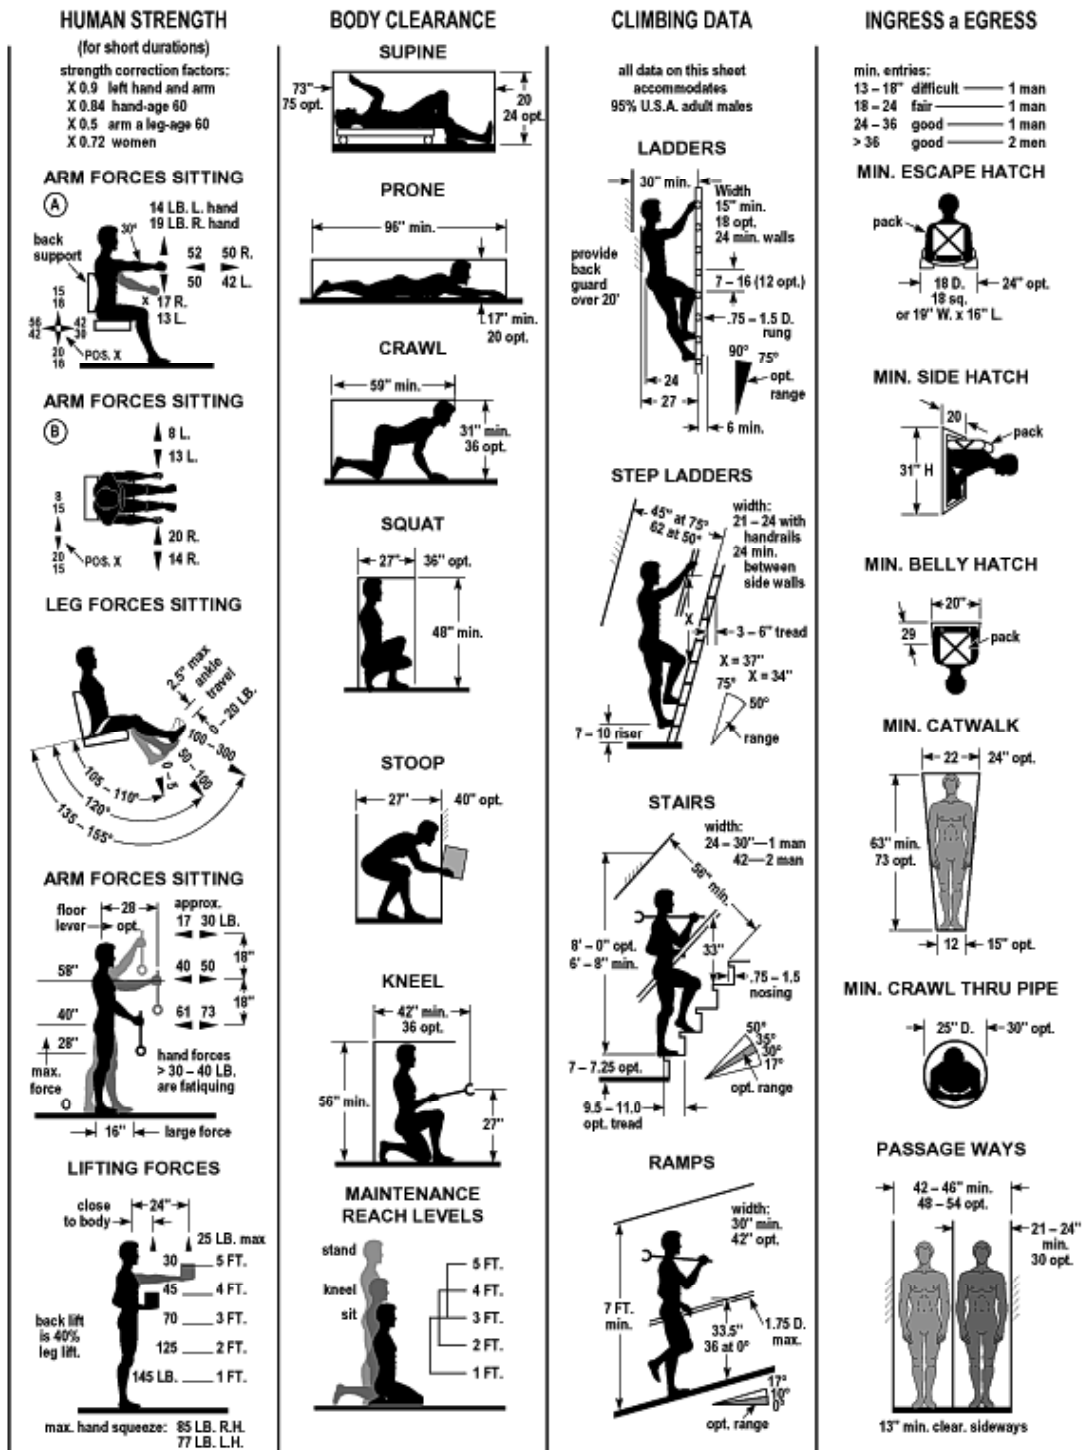 HUMAN STRENGTH
(for short durations)
strength correction factors:
X 0.9 left hand and arm
X 0.84 hand-age 60
X 0.5 arm a leg-age 60
X 0.72 women
ARM FORCES SITTING
A
14 LB. L. hand
19 LB. R. hand
30°
back
support
52 50 R.
50 42 L.
x 17 R.
13 L.
15
18
56 42
42 30
20
18
POS. X
ARM FORCES SITTING
B
8 L.
13 L.
8
15
20
15
POS. X
20 R.
14 R.
LEG FORCES SITTING
2.5" max
ankle
travel
0 – 20 LB.
100 – 300
50 – 100
0 – 5
105 – 110°
120°
135 – 155°
ARM FORCES SITTING
floor
lever
28
opt.
approx.
17 30 LB.
18"
58"
40 50
18"
40"
61 73
28"
max.
force
hand forces
> 30 – 40 LB.
are fatiquing
16" large force
LIFTING FORCES
close
to body
24"
25 LB. max
30 5 FT.
45 4 FT.
70 3 FT.
125 2 FT.
145 LB. 1 FT.
back lift
is 40%
leg lift.
max. hand squeeze: 85 LB. R.H.
77 LB. L.H.
BODY CLEARANCE
SUPINE
73"
75 opt.
20
24 opt.
PRONE
96" min.
17" min.
20 opt.
CRAWL
59" min.
31" min.
36 opt.
SQUAT
27" 36" opt.
48" min.
STOOP
27" 40" opt.
KNEEL
42" min.
36 opt.
56" min.
27"
MAINTENANCE
REACH LEVELS
stand
kneel
sit
5 FT.
4 FT.
3 FT.
2 FT.
1 FT.
CLIMBING DATA
all data on this sheet
accommodates
95% U.S.A. adult males
LADDERS
30" min.
Width
15" min.
18 opt.
24 min. walls
provide
back
guard
over 20'
7 – 16 (12 opt.)
.75 – 1.5 D.
rung
90° 75°
opt.
range
24
27
6 min.
STEP LADDERS
45" at 75°
62 at 50°
width:
21 – 24 with
handrails
24 min.
between
side walls
X
3 – 6" tread
X = 37"
X = 34"
75°
50°
range
7 – 10 riser
STAIRS
width:
24 – 30"—1 man
42—2 man
56" min.
8' – 0" opt.
6' – 8" min.
33"
.75 – 1.5
nosing
50°
35°
30°
17°
opt. range
7 – 7.25 opt.
9.5 – 11.0
opt. tread
RAMPS
width:
30" min.
42" opt.
7 FT.
min.
33.5"
36 at 0°
1.75 D.
max.
17°
10°
0°
opt. range
INGRESS a EGRESS
min. entries:
13 – 18" difficult 1 man
18 – 24 fair 1 man
24 – 36 good 1 man
> 36 good 2 men
MIN. ESCAPE HATCH
pack
18 D. 24" opt.
18 sq.
or 19" W. x 16" L.
MIN. SIDE HATCH
20
pack
31" H
MIN. BELLY HATCH
20"
29
pack
MIN. CATWALK
22 24" opt.
63" min.
73 opt.
12 15" opt.
MIN. CRAWL THRU PIPE
25" D. 30" opt.
PASSAGE WAYS
42 – 46" min.
48 – 54 opt.
21 – 24"
min.
30 opt.
13" min. clear. sideways